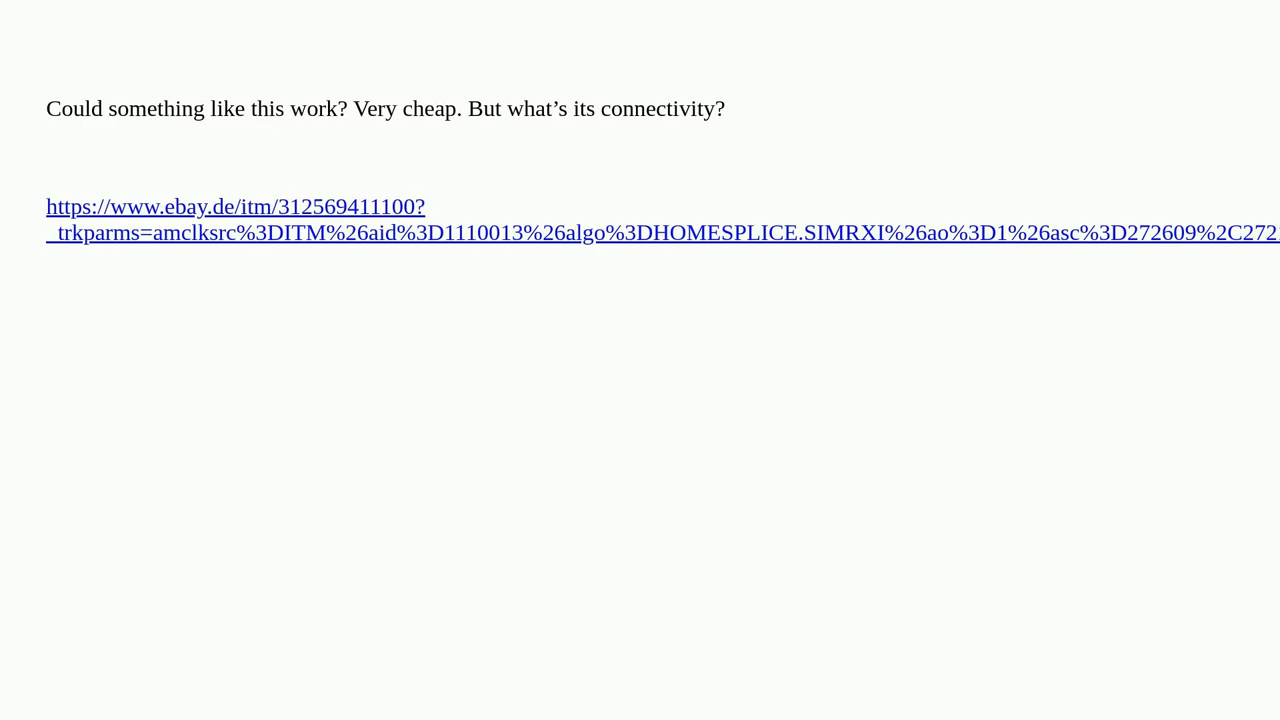 Could something like this work? Very cheap. But what’s its connectivity?
https://www.ebay.de/itm/312569411100?
_trkparms=amclksrc%3DITM%26aid%3D1110013%26algo%3DHOMESPLICE.SIMRXI%26ao%3D1%26asc%3D272609%2C272